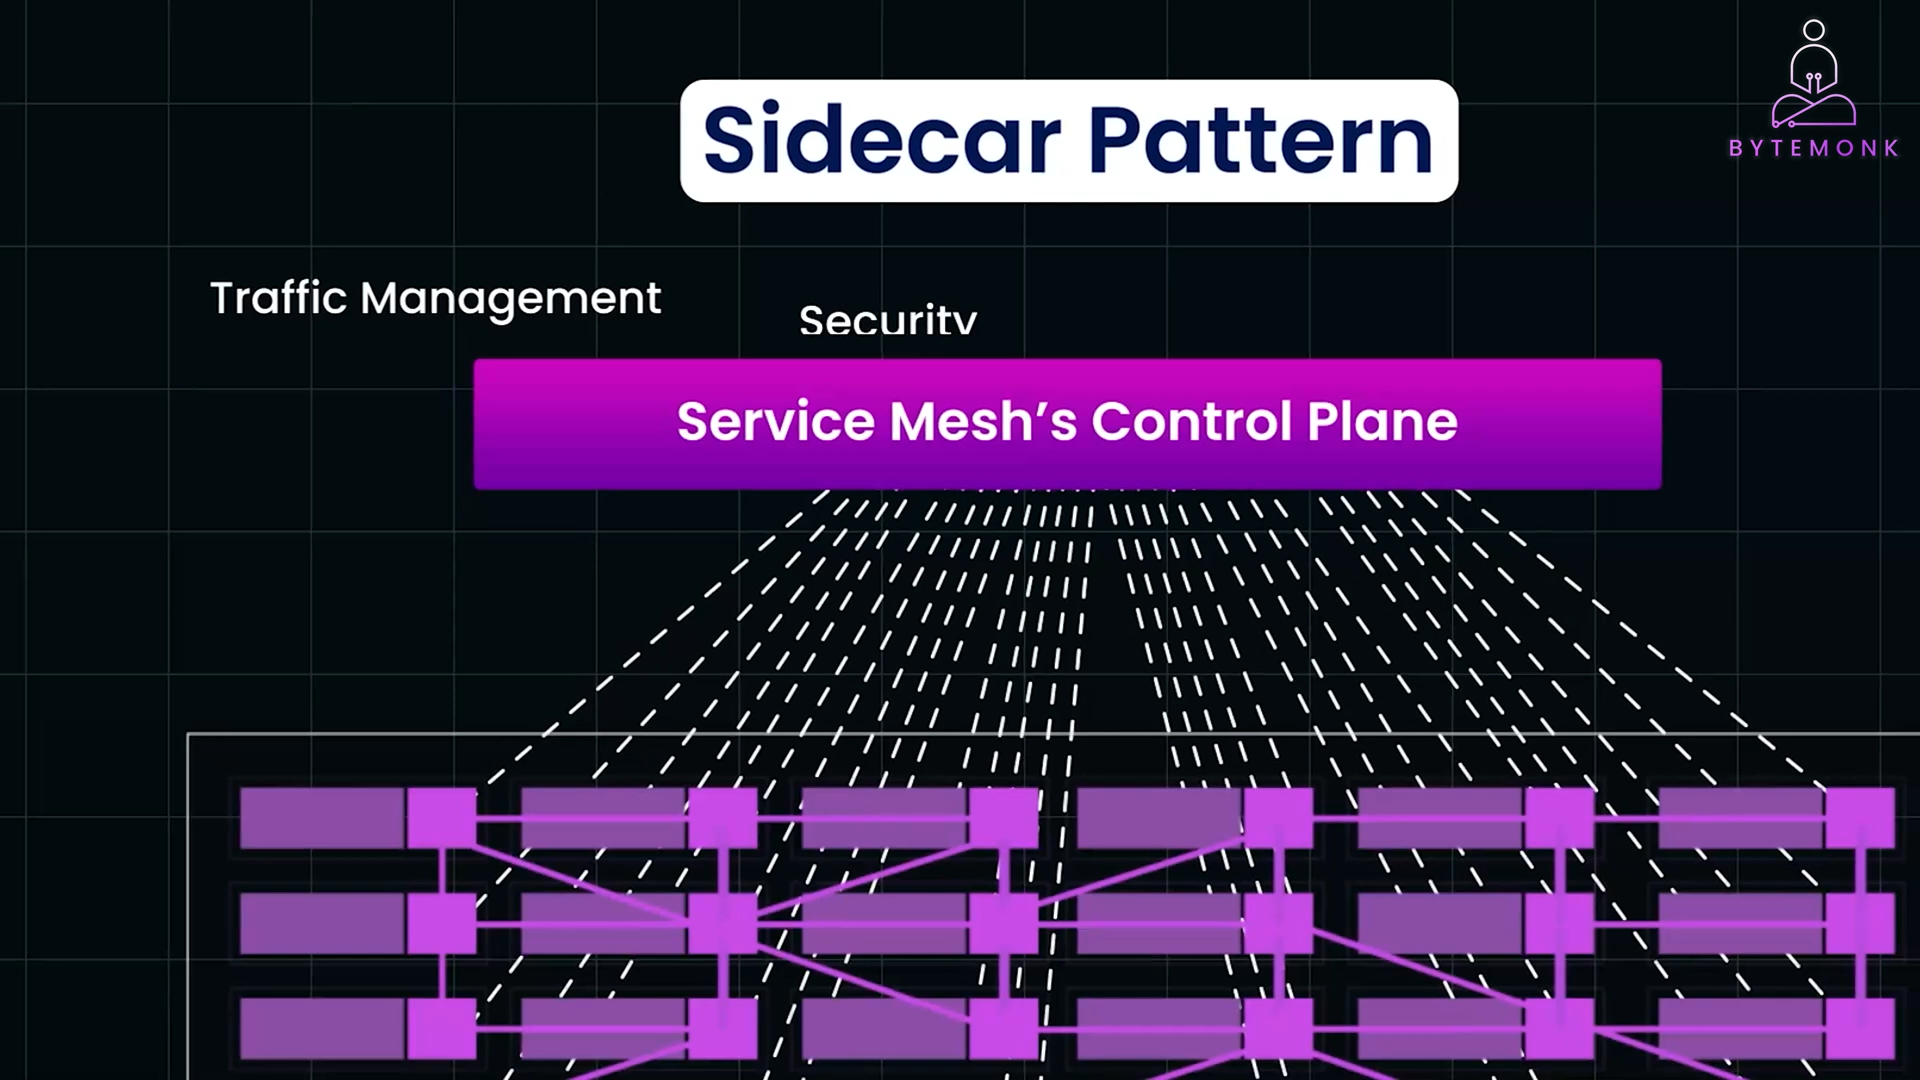 Sidecar Pattern
BYTEMONK
Traffic Management
Security
Service Mesh’s Control Plane